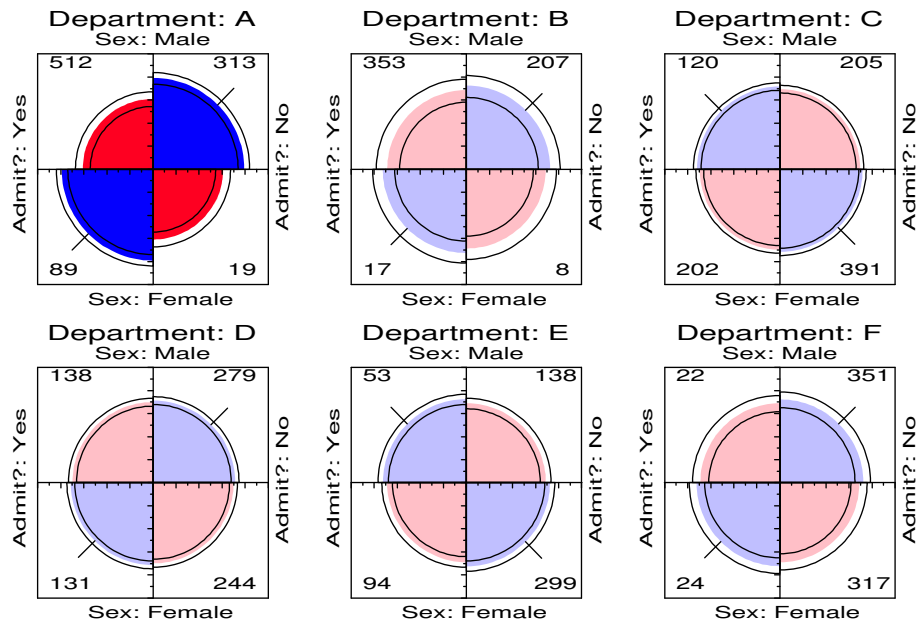 Department: A
Sex: Male
512 313
Admit?: Yes
Admit?: No
89 19
Sex: Female
Department: B
Sex: Male
353 207
Admit?: Yes
Admit?: No
17 8
Sex: Female
Department: C
Sex: Male
120 205
Admit?: Yes
Admit?: No
202 391
Sex: Female
Department: D
Sex: Male
138 279
Admit?: Yes
Admit?: No
131 244
Sex: Female
Department: E
Sex: Male
53 138
Admit?: Yes
Admit?: No
94 299
Sex: Female
Department: F
Sex: Male
22 351
Admit?: Yes
Admit?: No
24 317
Sex: Female